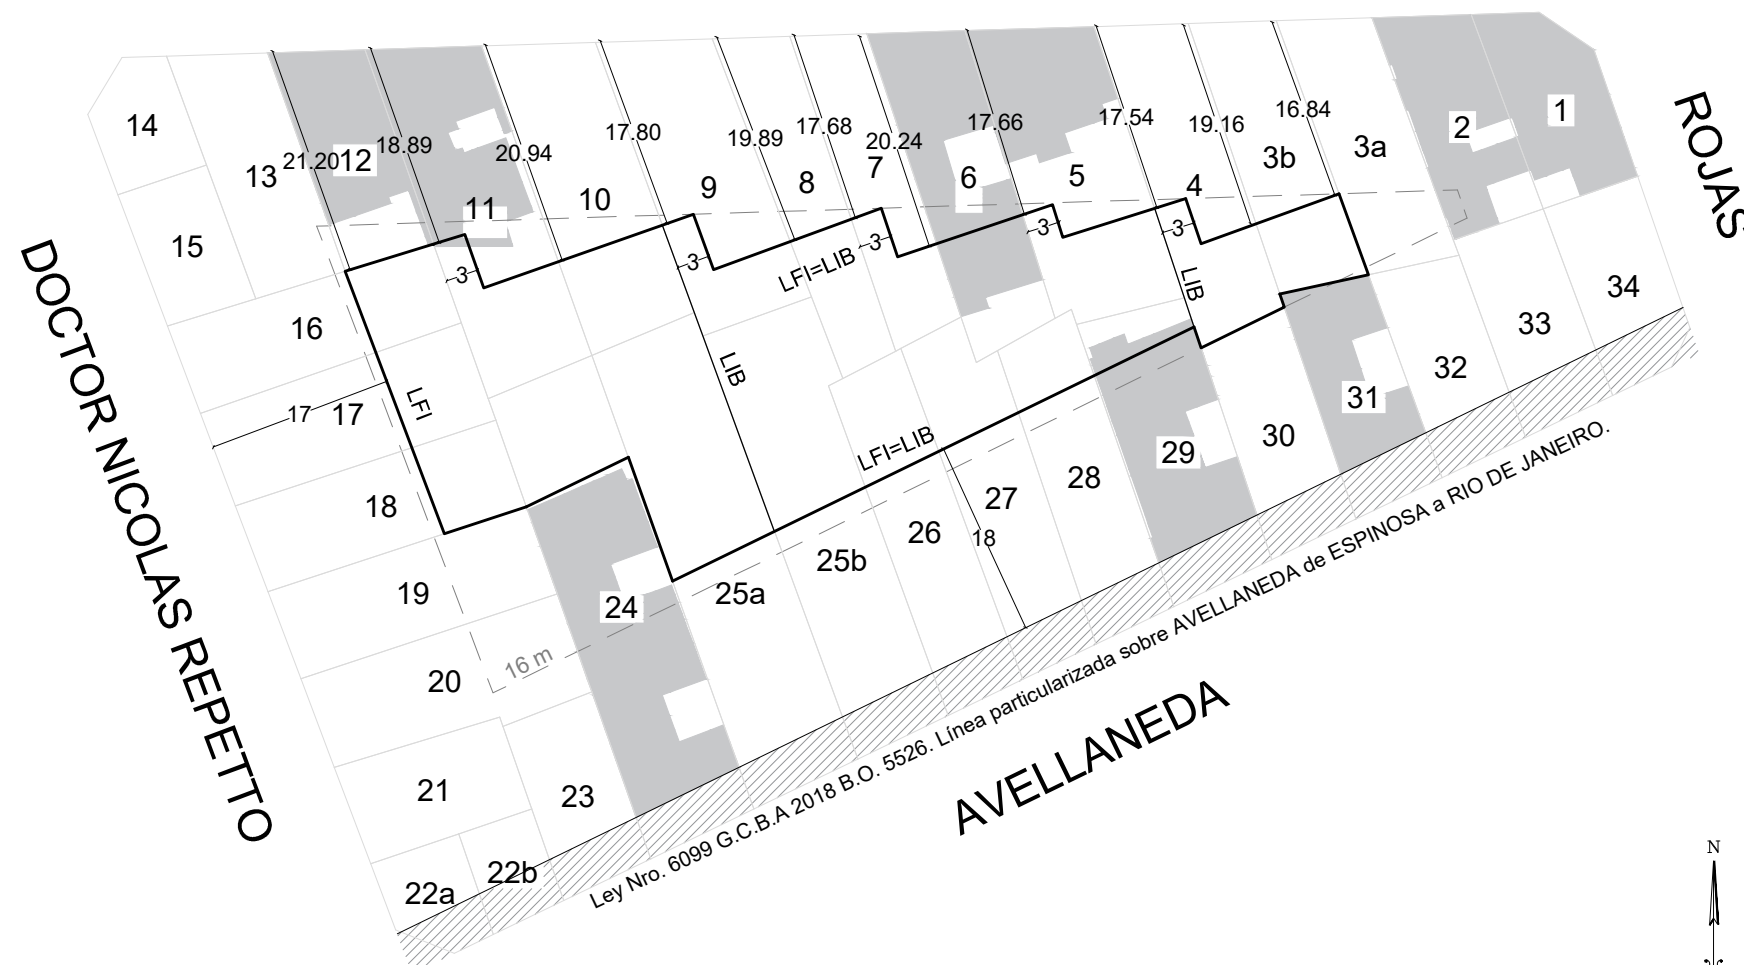 14
13
21.20
12
18.89
11
20.94
10
17.80
9
19.89
8
17.68
7
20.24
6
17.66
5
17.54
4
19.16
3b
16.84
3a
2
1
ROJAS
15
16
3
3
3
3
3
LFI=LIB
LIB
LIB
LFI
LFI=LIB
DOCTOR NICOLAS REPETTO
17
17
18
19
20
21
22a
22b
23
24
16 m
25a
25b
26
18
27
28
29
30
31
32
33
34
Ley Nro. 6099 G.C.B.A 2018 B.O. 5526. Línea particularizada sobre AVELLANEDA de ESPINOSA a RIO DE JANEIRO.
AVELLANEDA
N